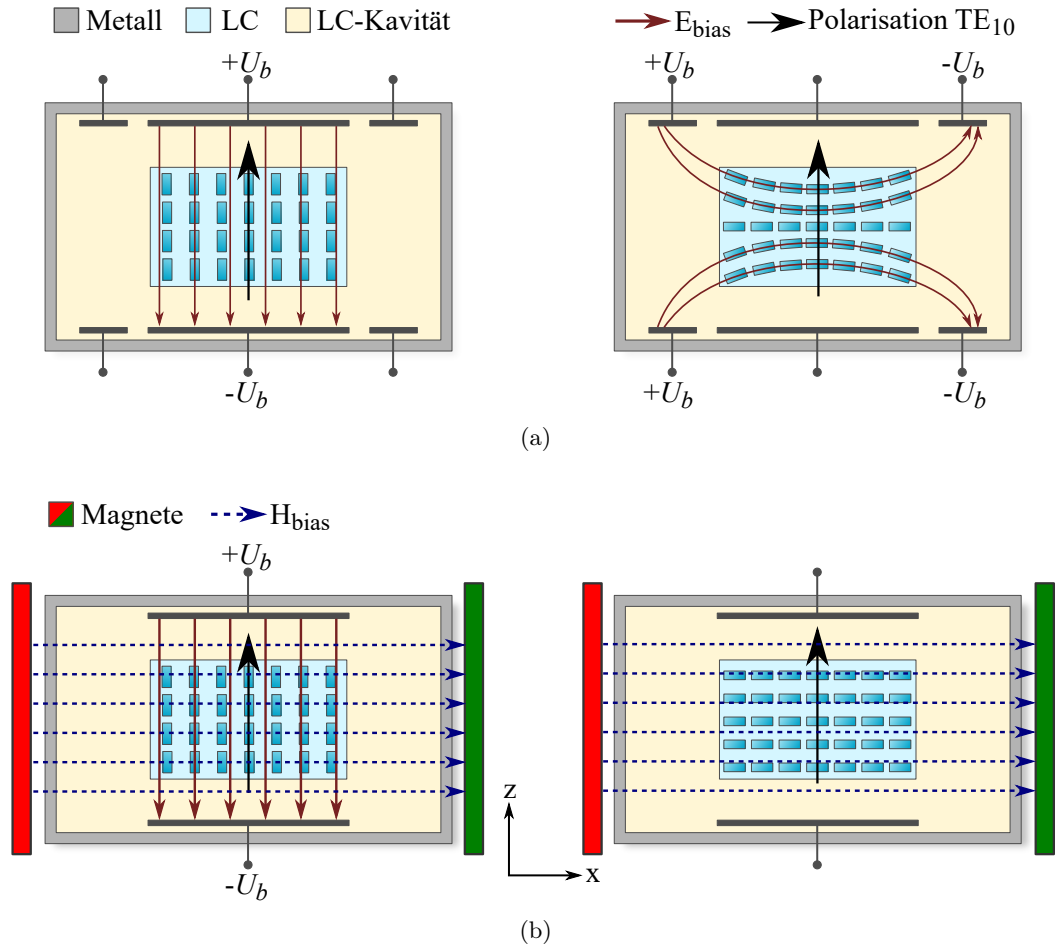 Metall LC LC-Kavität E_bias Polarisation TE_10
+U_b +U_b -U_b
-U_b +U_b -U_b
(a)
Magnete H_bias
+U_b
z
x
-U_b
(b)